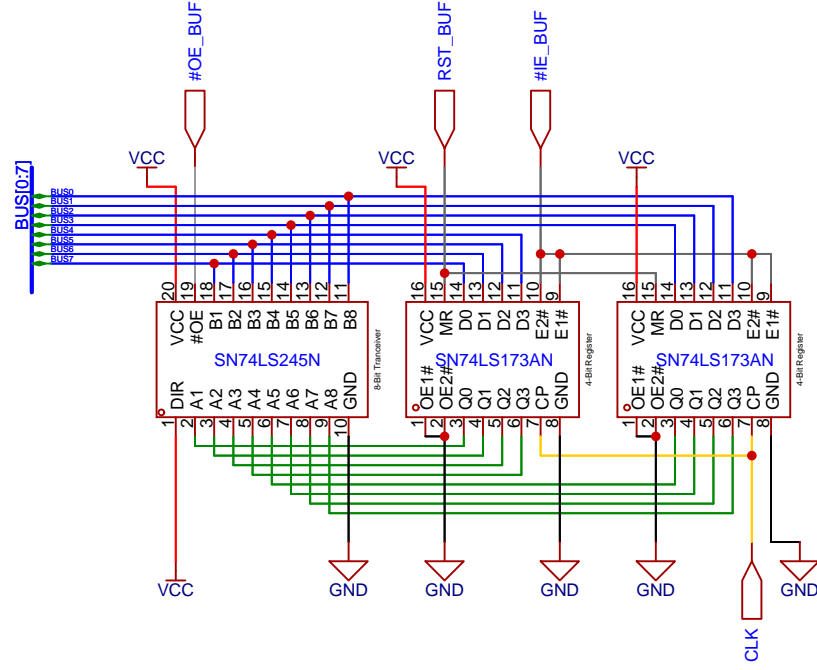 #OE_BUF
RST_BUF
#IE_BUF
VCC
VCC
VCC
BUS[0:7]
BUS0
BUS1
BUS2
BUS3
BUS4
BUS5
BUS6
BUS7
20 19 18 17 16 15 14 13 12 11
VCC #OE B1 B2 B3 B4 B5 B6 B7 B8
SN74LS245N
8-Bit Tranceiver
DIR A1 A2 A3 A4 A5 A6 A7 A8 GND
1 2 3 4 5 6 7 8 9 10
16 15 14 13 12 11 10 9
VCC MR D0 D1 D2 D3 E2# E1#
SN74LS173AN
4-Bit Register
OE1# OE2# Q0 Q1 Q2 Q3 CP GND
1 2 3 4 5 6 7 8
16 15 14 13 12 11 10 9
VCC MR D0 D1 D2 D3 E2# E1#
SN74LS173AN
4-Bit Register
OE1# OE2# Q0 Q1 Q2 Q3 CP GND
1 2 3 4 5 6 7 8
VCC
GND
GND
GND
GND
CLK
GND